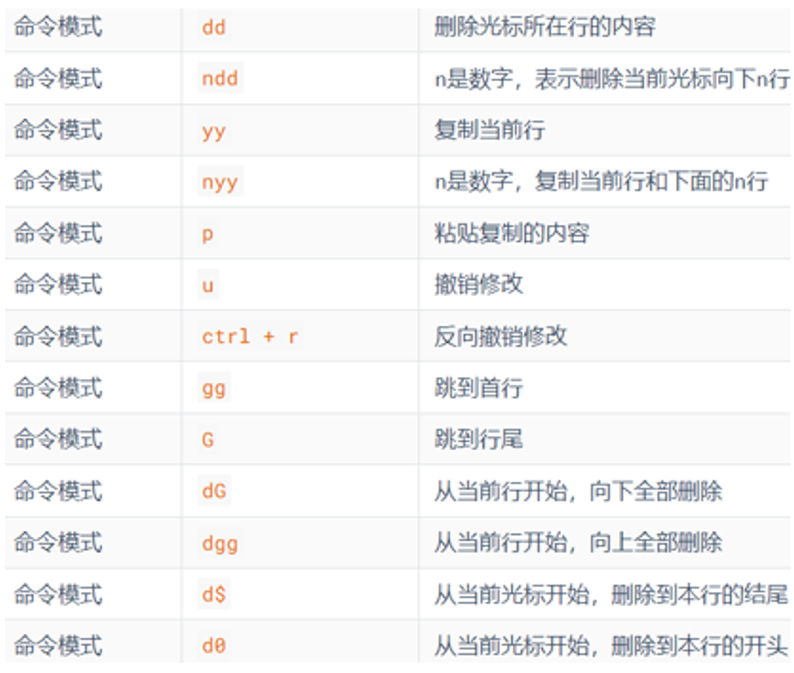 命令模式 dd 删除光标所在行的内容
命令模式 ndd n是数字，表示删除当前光标向下n行
命令模式 yy 复制当前行
命令模式 nyy n是数字，复制当前行和下面的n行
命令模式 p 粘贴复制的内容
命令模式 u 撤销修改
命令模式 ctrl + r 反向撤销修改
命令模式 gg 跳到首行
命令模式 G 跳到行尾
命令模式 dG 从当前行开始，向下全部删除
命令模式 dgg 从当前行开始，向上全部删除
命令模式 d$ 从当前光标开始，删除到本行的结尾
命令模式 d0 从当前光标开始，删除到本行的开头